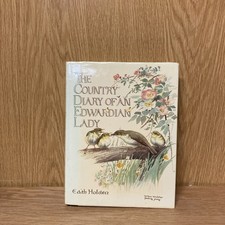 THE
COUNTRY
DIARY OF AN
EDWARDIAN
LADY
Edith Holden